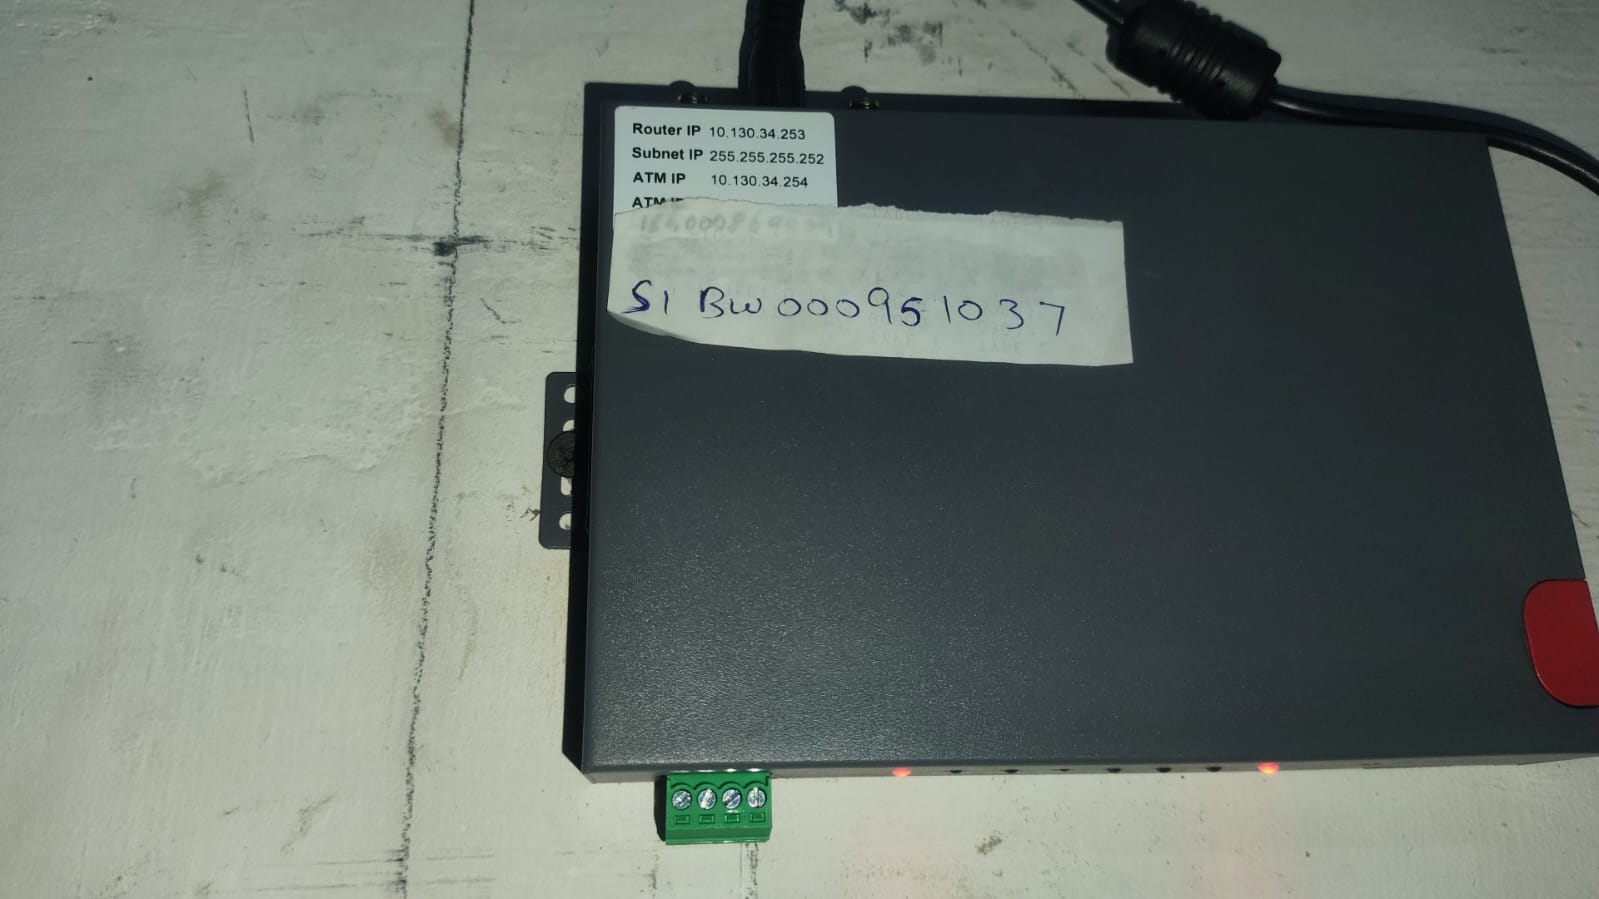 Router IP 10.130.34.253
Subnet IP 255.255.255.252
ATM IP 10.130.34.254
ATM
S1 BW000951037